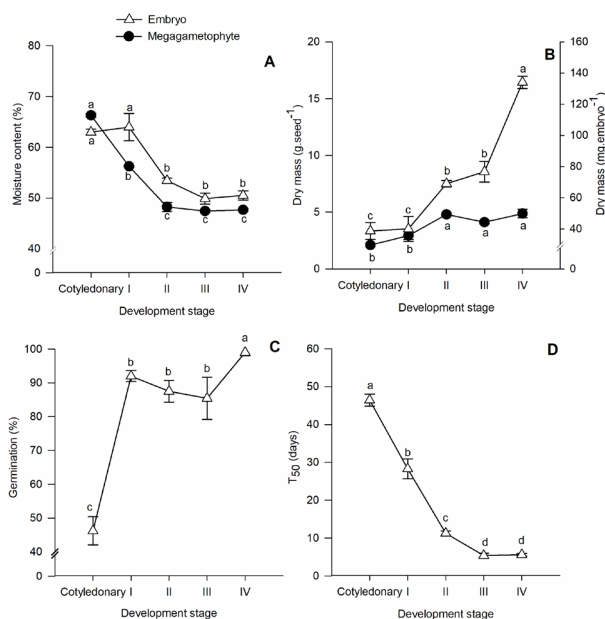 Embryo
Megagametophyte
A
Moisture content (%)
80
70
60
50
40
0
a
a
a
b
b
c
b
c
b
c
Cotyledonary I II III IV
Development stage
B
Dry mass (g.seed⁻¹)
20
15
10
5
0
Dry mass (mg.embryo⁻¹)
160
140
120
100
80
60
40
0
c
b
c
b
b
a
b
a
a
a
Cotyledonary I II III IV
Development stage
C
Germination (%)
100
90
80
70
60
50
40
0
c
b
b
b
a
Cotyledonary I II III IV
Development stage
D
T50 (days)
60
50
40
30
20
10
0
a
b
c
d
d
Cotyledonary I II III IV
Development stage